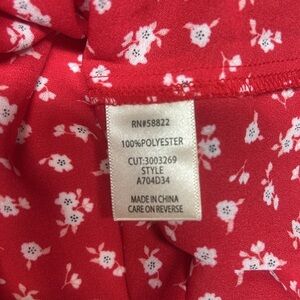 RN#58822
100%POLYESTER
CUT:3003269
STYLE
A704D34
MADE IN CHINA
CARE ON REVERSE